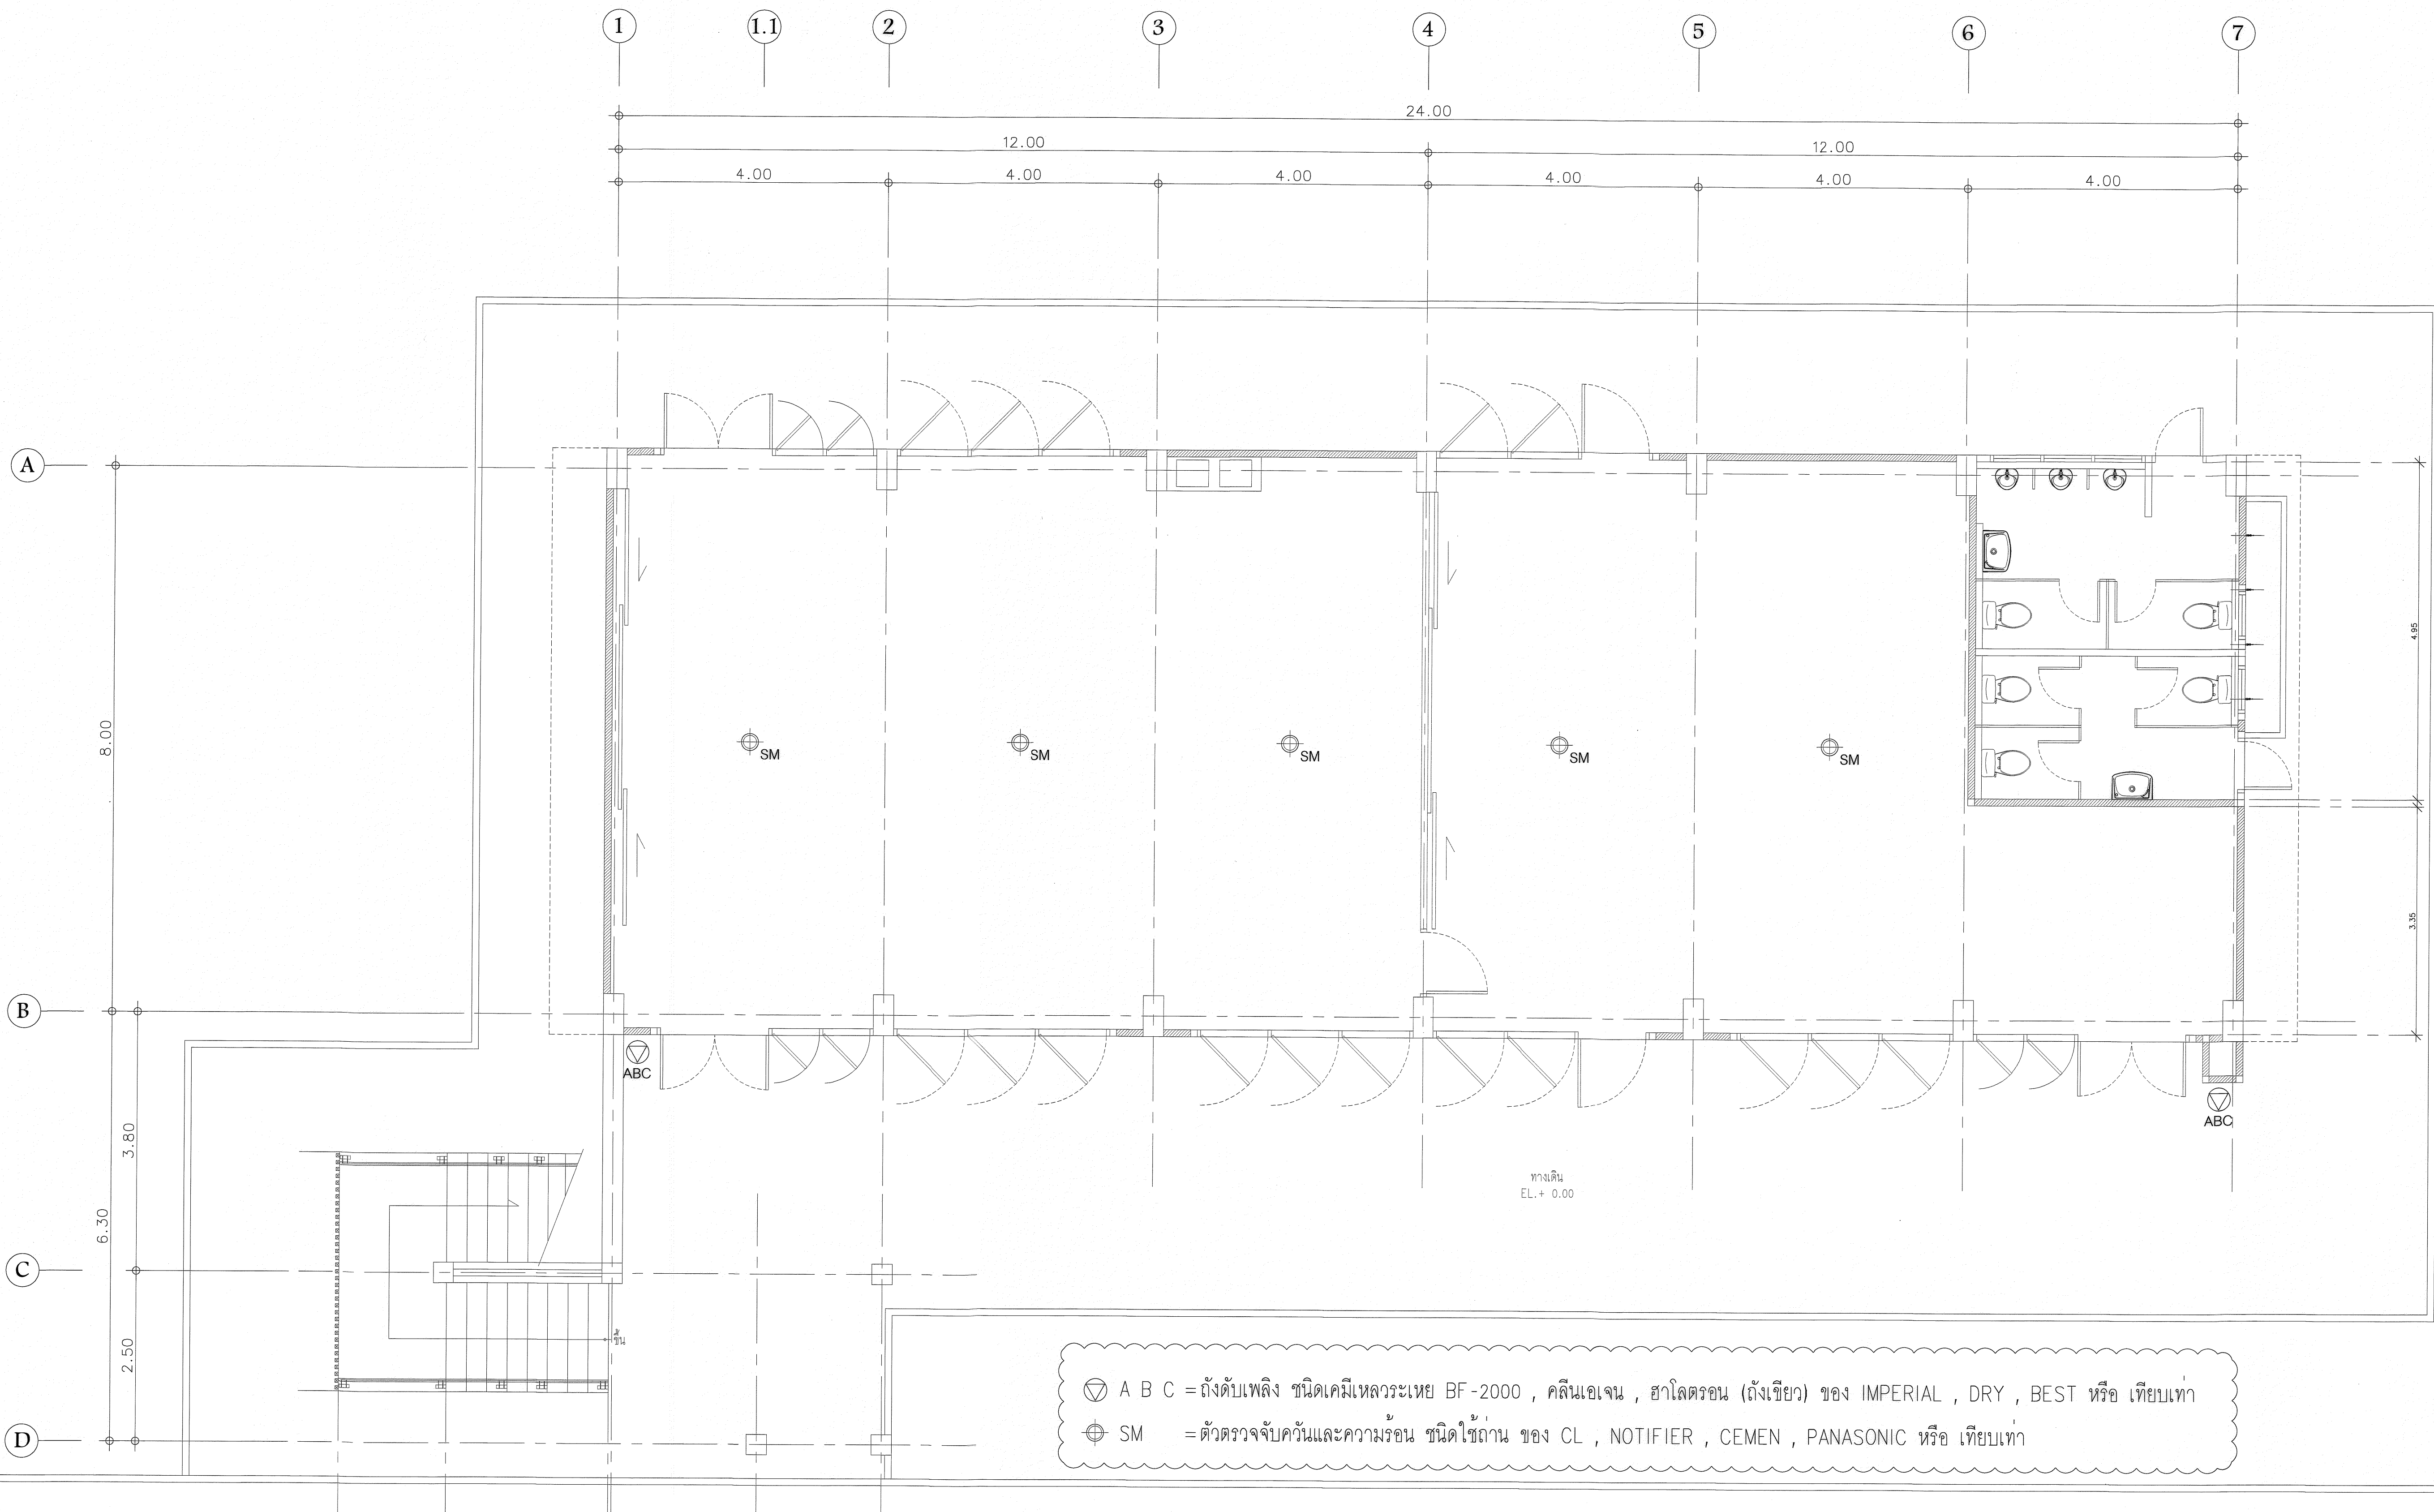 1 1.1 2 3 4 5 6 7
24.00
12.00 12.00
4.00 4.00 4.00 4.00 4.00 4.00
A
8.00
4.95
SM SM SM SM SM
3.35
B
ABC
ABC
3.80
6.30
ทางเดิน
EL.+ 0.00
C
2.50
ขึ้น
A B C =ถังดับเพลิง ชนิดเคมีเหลวระเหย BF-2000 , คลีนเอเจน , ฮาโลตรอน (ถังเขียว) ของ IMPERIAL , DRY , BEST หรือ เทียบเท่า
SM =ตัวตรวจจับควันและความร้อน ชนิดใช้ถ่าน ของ CL , NOTIFIER , CEMEN , PANASONIC หรือ เทียบเท่า
D